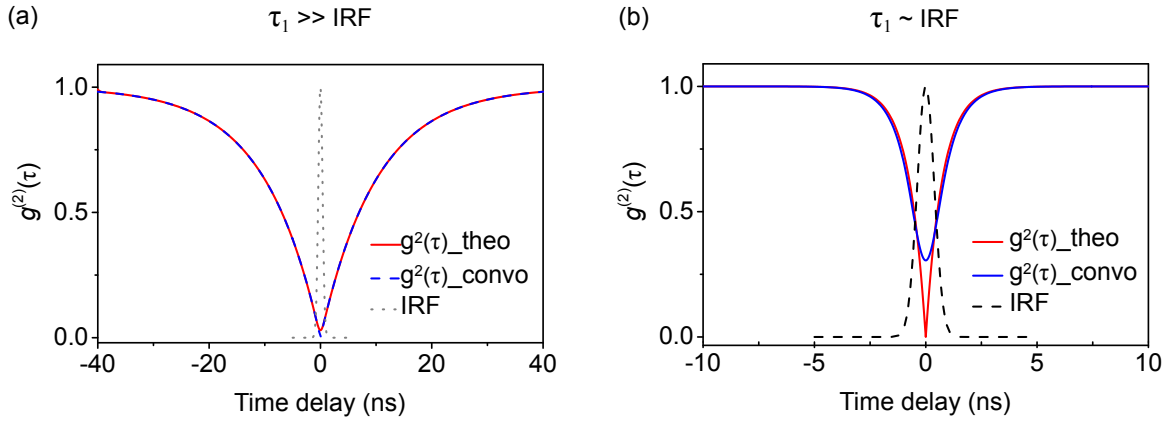 (a)
τ1 >> IRF
1.0
0.5
0.0
g(2)(τ)
g2(τ)_theo
g2(τ)_convo
IRF
-40
-20
0
20
40
Time delay (ns)
(b)
τ1 ~ IRF
1.0
0.5
0.0
g(2)(τ)
g2(τ)_theo
g2(τ)_convo
IRF
-10
-5
0
5
10
Time delay (ns)